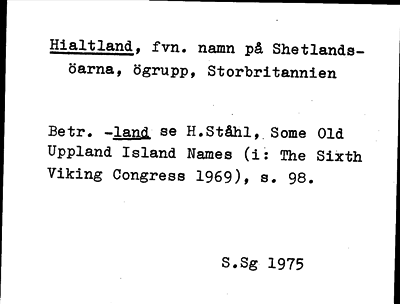 Hialtland, fvn. namn på Shetlands-
öarna, ögrupp, Storbritannien
Betr. -land se H.Ståhl, Some Old
Uppland Island Names (i: The Sixth
Viking Congress 1969), s. 98.
S.Sg 1975